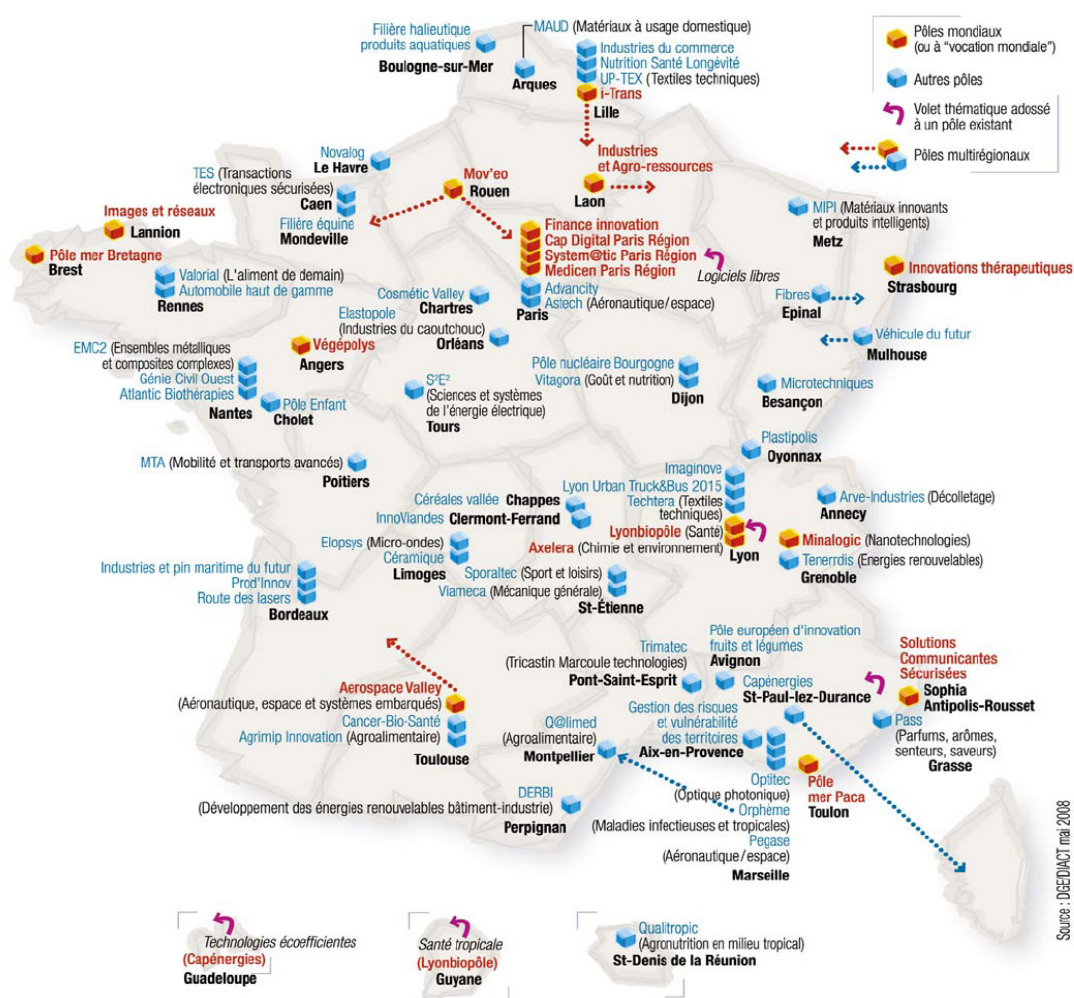 Filière halieutique
produits aquatiques
Boulogne-sur-Mer
MAUD (Matériaux à usage domestique)
Arques
Industries du commerce
Nutrition Santé Longévité
UP-TEX (Textiles techniques)
i-Trans
Lille
Pôles mondiaux
(ou à "vocation mondiale")
Autres pôles
Volet thématique adossé
à un pôle existant
Pôles multirégionaux
Novalog
Le Havre
TES (Transactions
électroniques sécurisées)
Caen
Filière équine
Mondeville
Mov'eo
Rouen
Industries
et Agro-ressources
Laon
MIPI (Matériaux innovants
et produits intelligents)
Metz
Images et réseaux
Lannion
Pôle mer Bretagne
Brest
Valorial (L'aliment de demain)
Automobile haut de gamme
Rennes
Finance innovation
Cap Digital Paris Région
System@tic Paris Région
Medicen Paris Région
Logiciels libres
Advancity
Astech (Aéronautique/espace)
Paris
Innovations thérapeutiques
Strasbourg
Fibres
Epinal
Cosmétic Valley
Chartres
Elastopole
(Industries du caoutchouc)
Orléans
Véhicule du futur
Mulhouse
EMC2 (Ensembles métalliques
et composites complexes)
Génie Civil Ouest
Atlantic Biothérapies
Nantes
Végépolys
Angers
Pôle Enfant
Cholet
S²E²
(Sciences et systèmes
de l'énergie électrique)
Tours
Pôle nucléaire Bourgogne
Vitagora (Goût et nutrition)
Dijon
Microtechniques
Besançon
Plastipolis
Oyonnax
MTA (Mobilité et transports avancés)
Poitiers
Céréales vallée Chappes
InnoViandes Clermont-Ferrand
Imaginove
Lyon Urban Truck&Bus 2015
Techtera (Textiles
techniques)
Lyonbiopôle (Santé)
Axelera (Chimie et environnement)
Lyon
Arve-Industries (Décolletage)
Annecy
Minalogic (Nanotechnologies)
Tenerrdis (Energies renouvelables)
Grenoble
Elopsys (Micro-ondes)
Céramique
Limoges
Industries et pin maritime du futur
Prod'Innov
Route des lasers
Bordeaux
Sporaltec (Sport et loisirs)
Viameca (Mécanique générale)
St-Étienne
Trimatec
(Tricastin Marcoule technologies)
Pont-Saint-Esprit
Pôle européen d'innovation
fruits et légumes
Avignon
Capénergies
St-Paul-lez-Durance
Solutions
Communicantes
Sécurisées
Sophia
Antipolis-Rousset
Aerospace Valley
(Aéronautique, espace et systèmes embarqués)
Cancer-Bio-Santé
Agrimip Innovation (Agroalimentaire)
Toulouse
Q@limed
(Agroalimentaire)
Montpellier
Gestion des risques
et vulnérabilité
des territoires
Aix-en-Provence
Pass
(Parfums, arômes,
senteurs, saveurs)
Grasse
DERBI
(Développement des énergies renouvelables bâtiment-industrie)
Perpignan
Optitec
(Optique photonique)
Orphème
(Maladies infectieuses et tropicales)
Pegase
(Aéronautique/espace)
Marseille
Pôle
mer Paca
Toulon
Source : DGE/DIACT mai 2008
Technologies écoefficientes
(Capénergies)
Guadeloupe
Santé tropicale
(Lyonbiopôle)
Guyane
Qualitropic
(Agronutrition en milieu tropical)
St-Denis de la Réunion